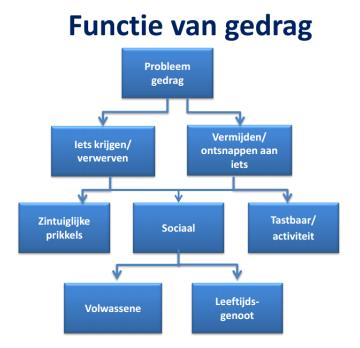 Functie van gedrag
Probleem
gedrag
Iets krijgen/
verwerven
Vermijden/
ontsnappen aan
iets
Zintuiglijke
prikkels
Sociaal
Tastbaar/
activiteit
Volwassene
Leeftijds-
genoot